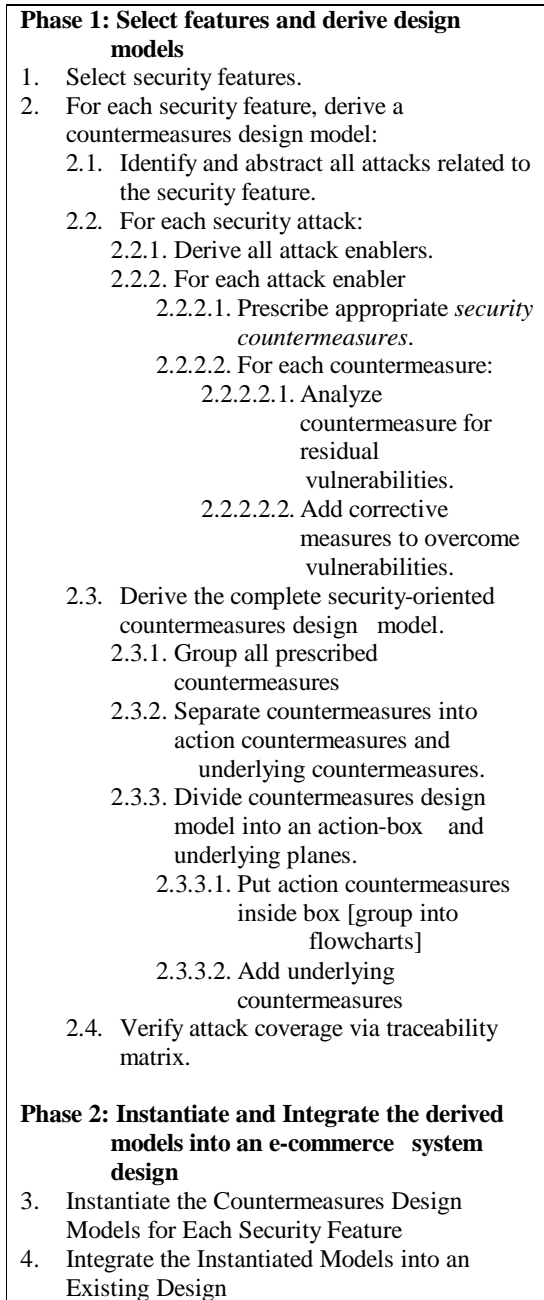 Phase 1: Select features and derive design
models
1. Select security features.
2. For each security feature, derive a
countermeasures design model:
2.1. Identify and abstract all attacks related to
the security feature.
2.2. For each security attack:
2.2.1. Derive all attack enablers.
2.2.2. For each attack enabler
2.2.2.1. Prescribe appropriate security
countermeasures.
2.2.2.2. For each countermeasure:
2.2.2.2.1. Analyze
countermeasure for
residual
vulnerabilities.
2.2.2.2.2. Add corrective
measures to overcome
vulnerabilities.
2.3. Derive the complete security-oriented
countermeasures design model.
2.3.1. Group all prescribed
countermeasures
2.3.2. Separate countermeasures into
action countermeasures and
underlying countermeasures.
2.3.3. Divide countermeasures design
model into an action-box and
underlying planes.
2.3.3.1. Put action countermeasures
inside box [group into
flowcharts]
2.3.3.2. Add underlying
countermeasures
2.4. Verify attack coverage via traceability
matrix.
Phase 2: Instantiate and Integrate the derived
models into an e-commerce system
design
3. Instantiate the Countermeasures Design
Models for Each Security Feature
4. Integrate the Instantiated Models into an
Existing Design